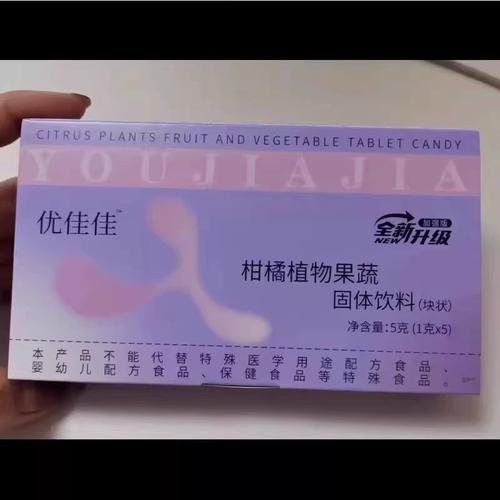 CITRUS PLANTS FRUIT AND VEGETABLE TABLET CANDY
YOUJIAJIA
优佳佳™
全新升级 加强版
NEW
柑橘植物果蔬
固体饮料(块状)
净含量:5克(1克x5)
本产品不能代替特殊医学用途配方食品、
婴幼儿配方食品、保健食品等特殊食品。